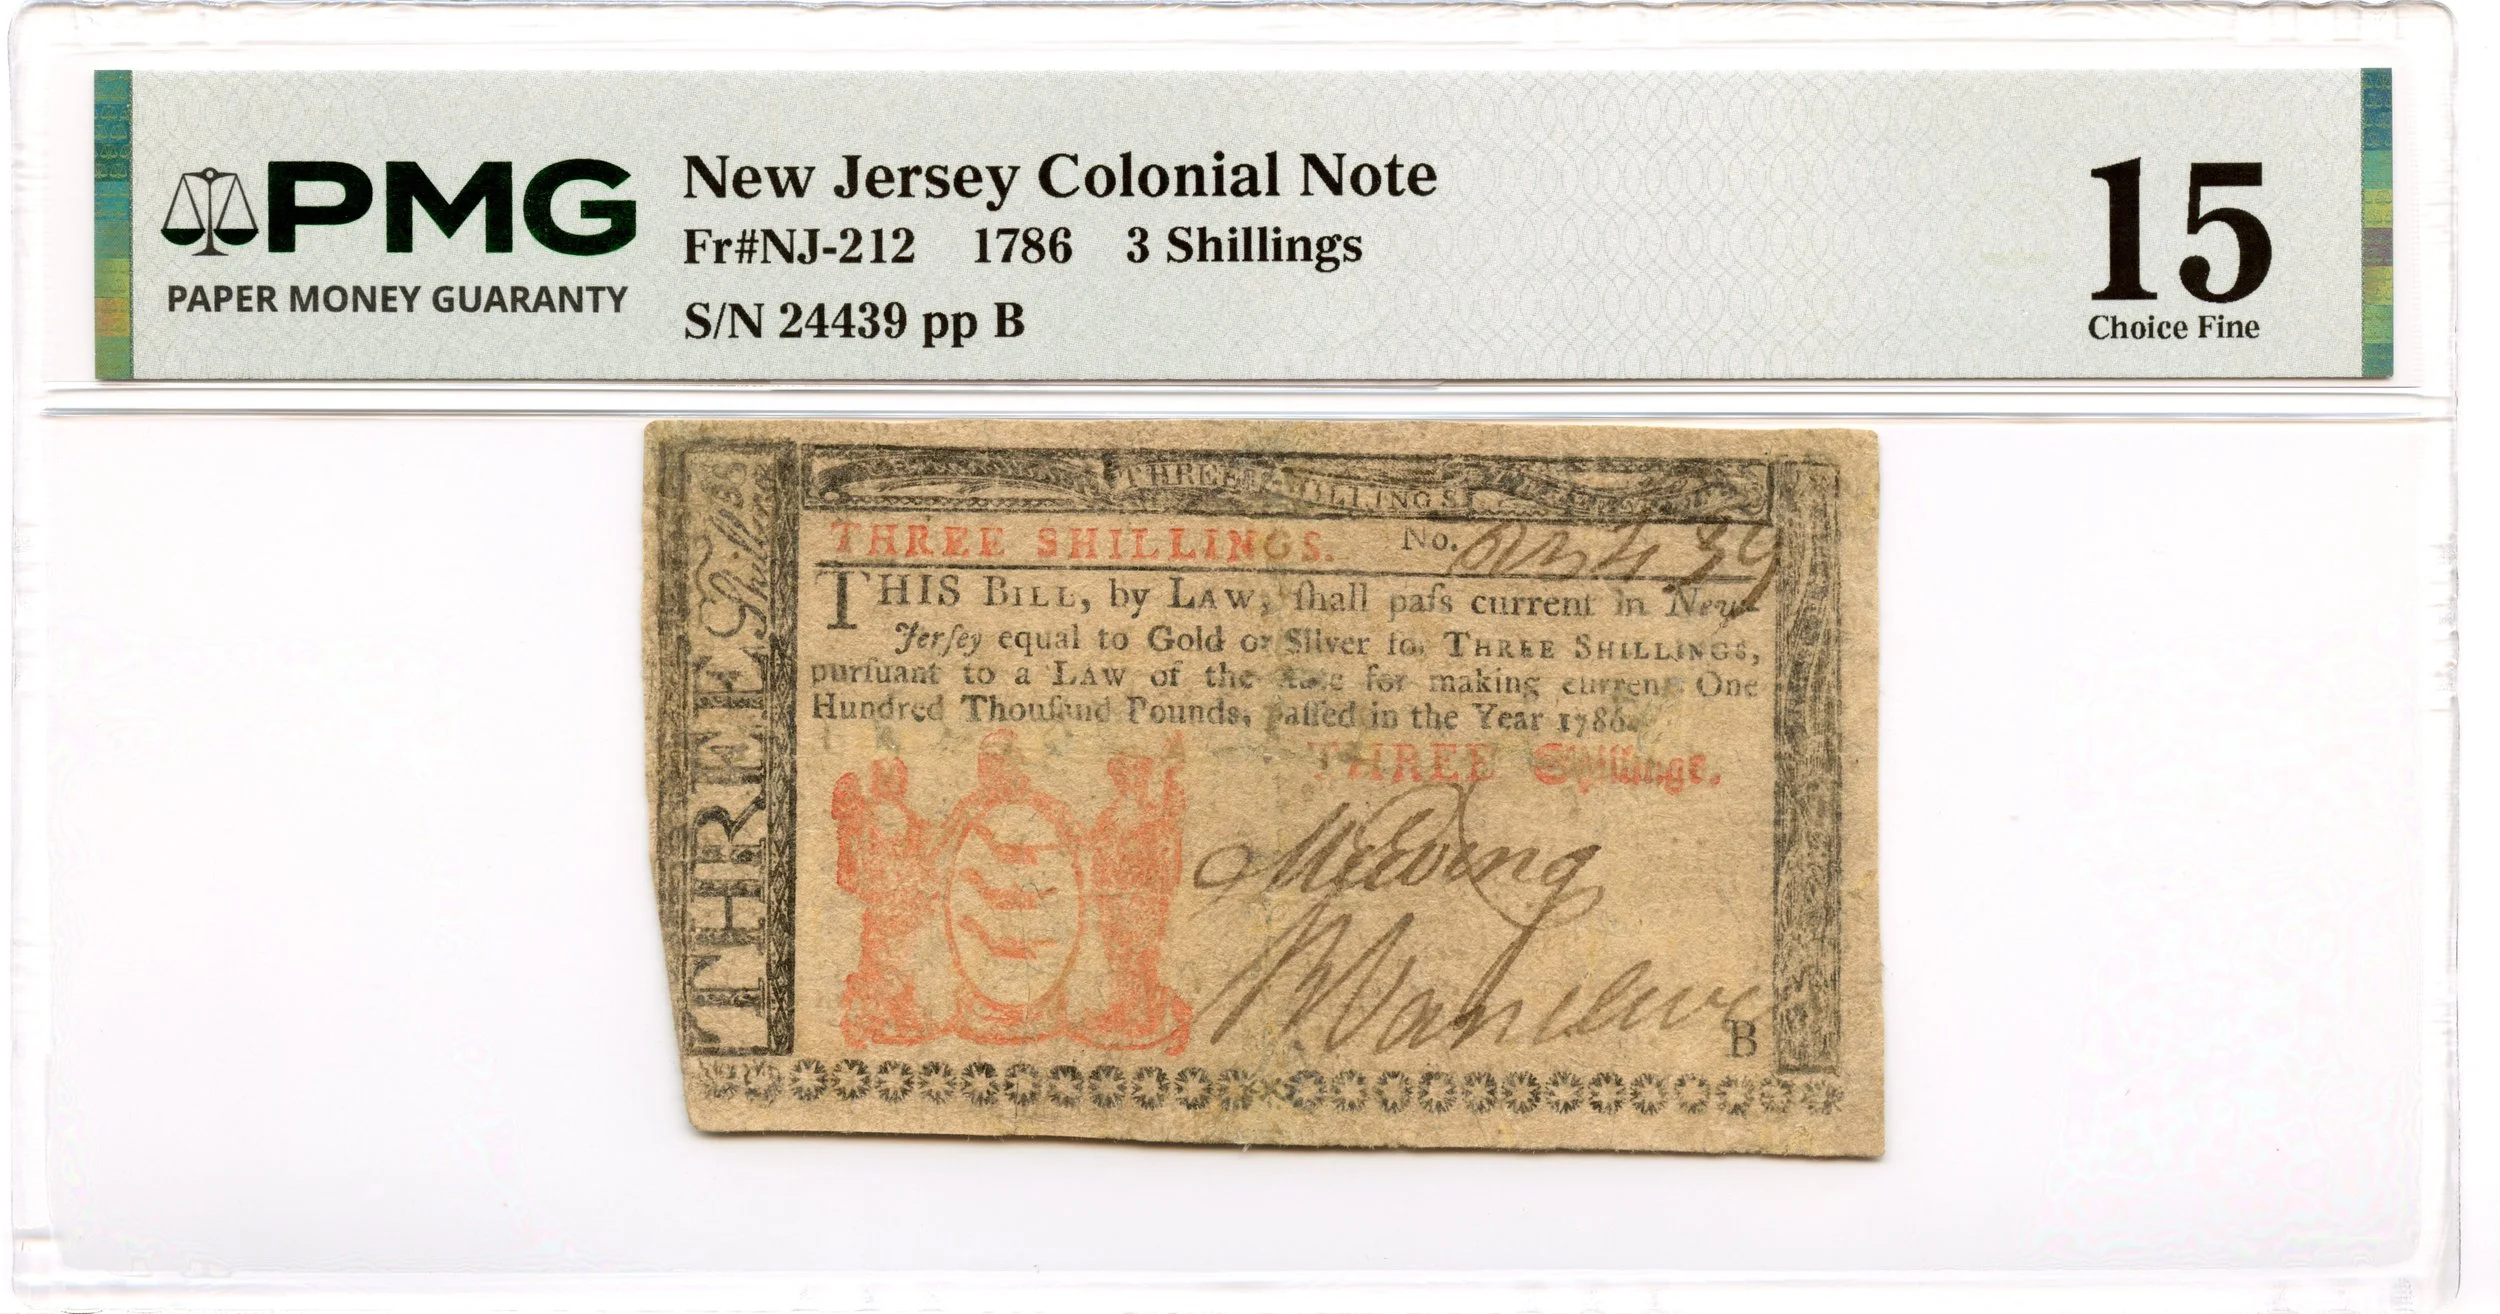 PMG
PAPER MONEY GUARANTY
New Jersey Colonial Note
Fr#NJ-212 1786 3 Shillings
S/N 24439 pp B
15
Choice Fine
THREE SHILLINGS
THREE Shillings
THREE SHILLINGS. No. 24439
THIS BILL, by LAW, ſhall paſs current in New-
Jerſey equal to Gold or Silver for THREE SHILLINGS,
purſuant to a LAW of the State for making current One
Hundred Thouſand Pounds, paſſed in the Year 1786.
THREE Shillings.
B